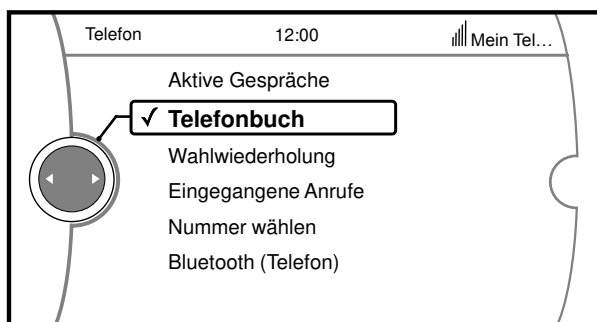 Telefon 12:00 Mein Tel…
Aktive Gespräche
✓ Telefonbuch
Wahlwiederholung
Eingegangene Anrufe
Nummer wählen
Bluetooth (Telefon)